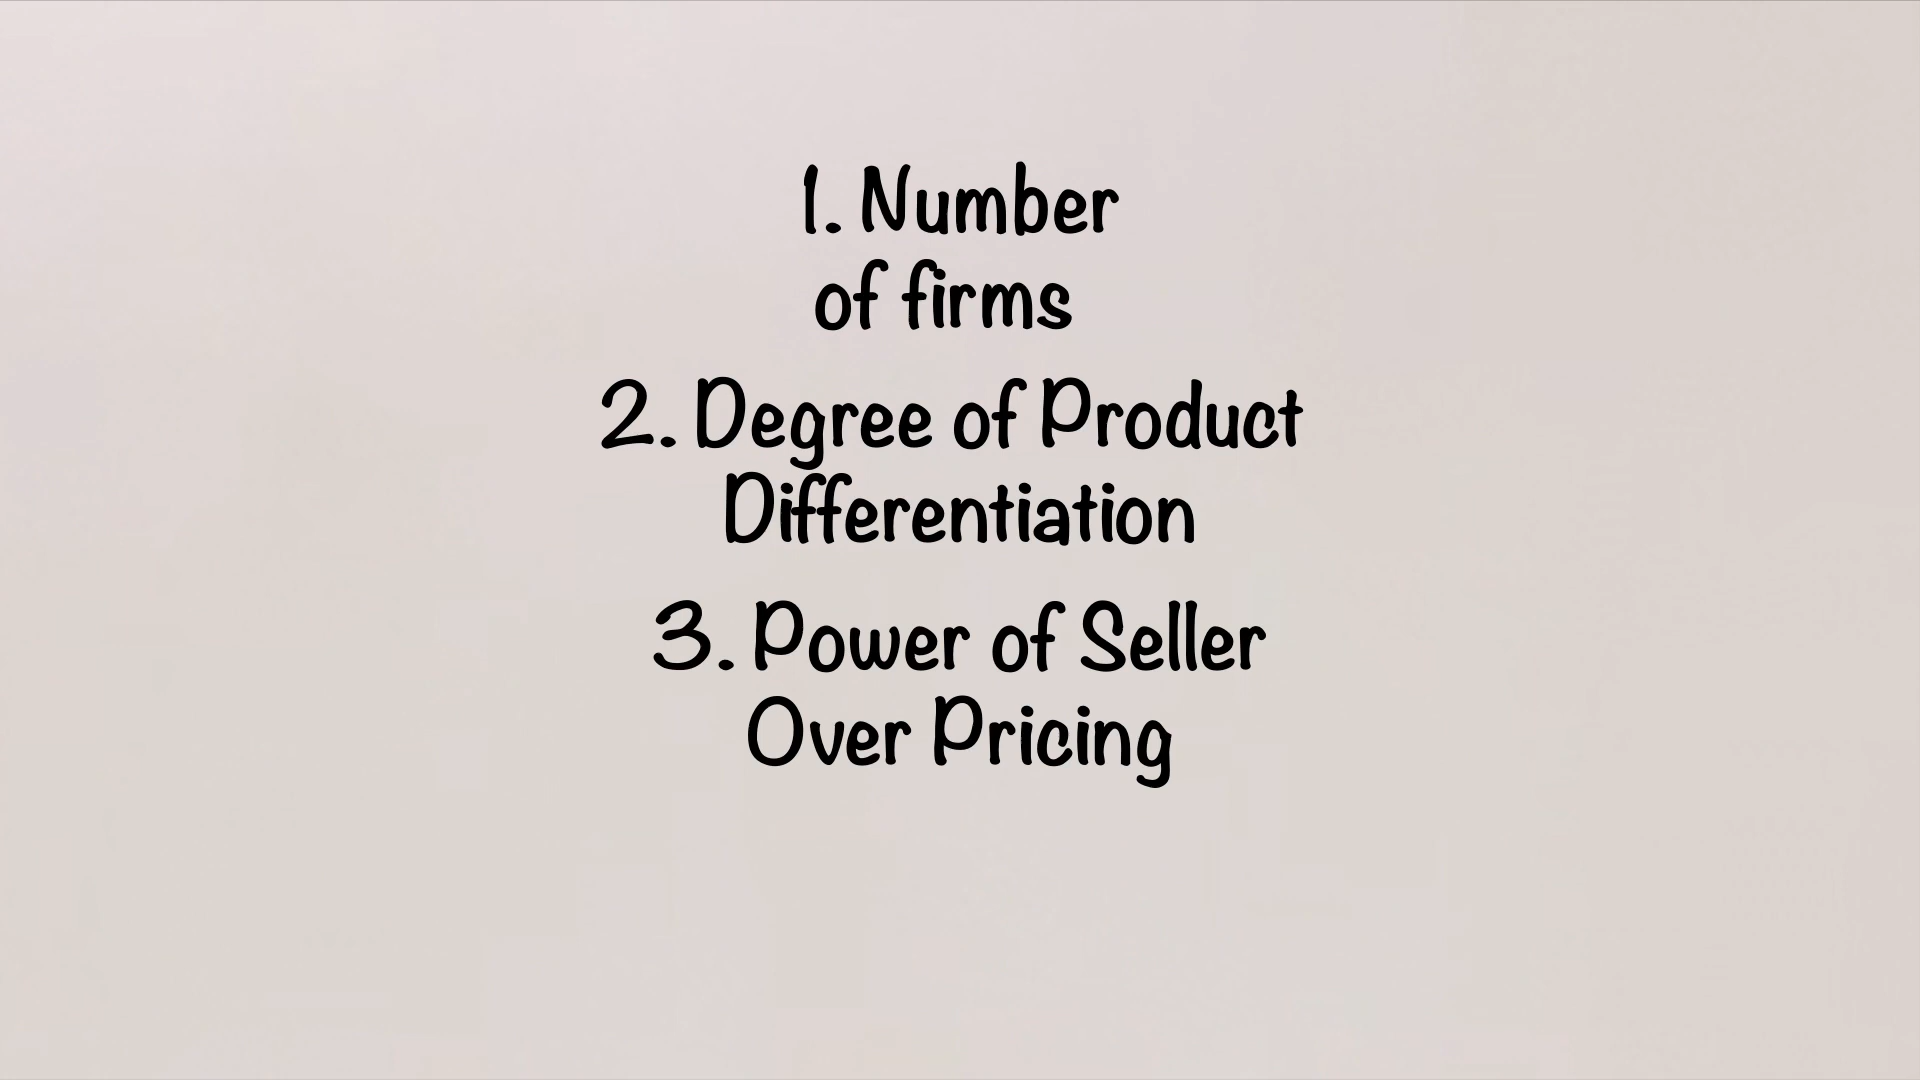 1. Number
of firms
2. Degree of Product
Differentiation
3. Power of Seller
Over Pricing